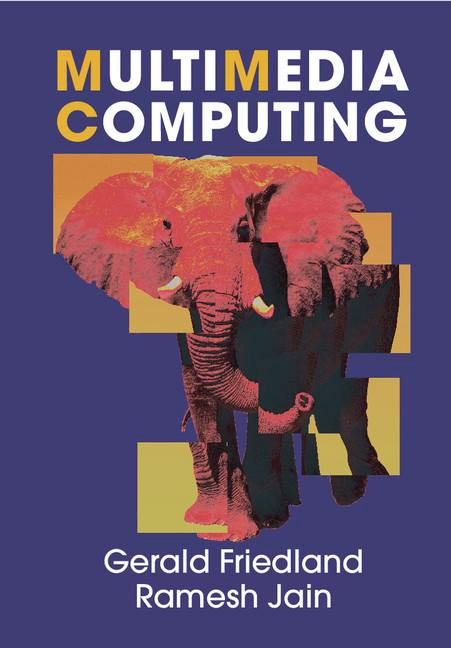 MULTIMEDIA
COMPUTING
Gerald Friedland
Ramesh Jain